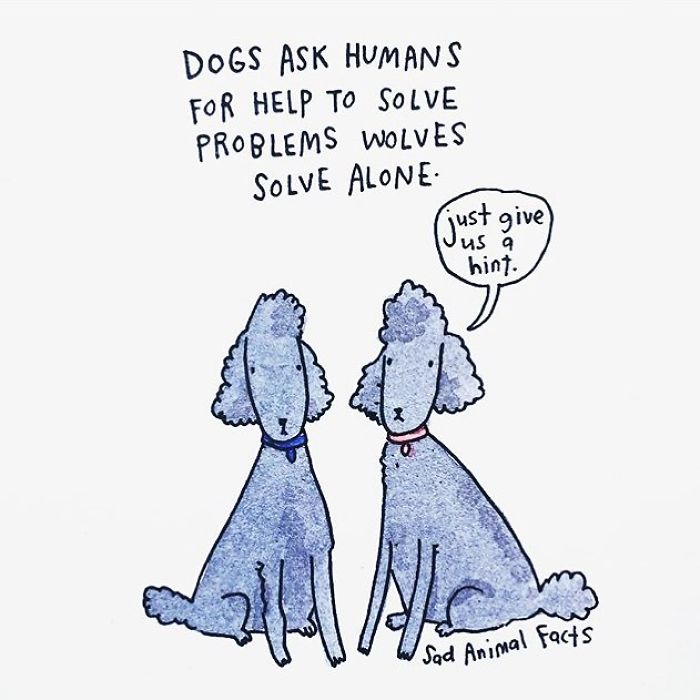 DOGS ASK HUMANS
FOR HELP TO SOLVE
PROBLEMS WOLVES
SOLVE ALONE.
just give
us a
hint.
Sad Animal Facts